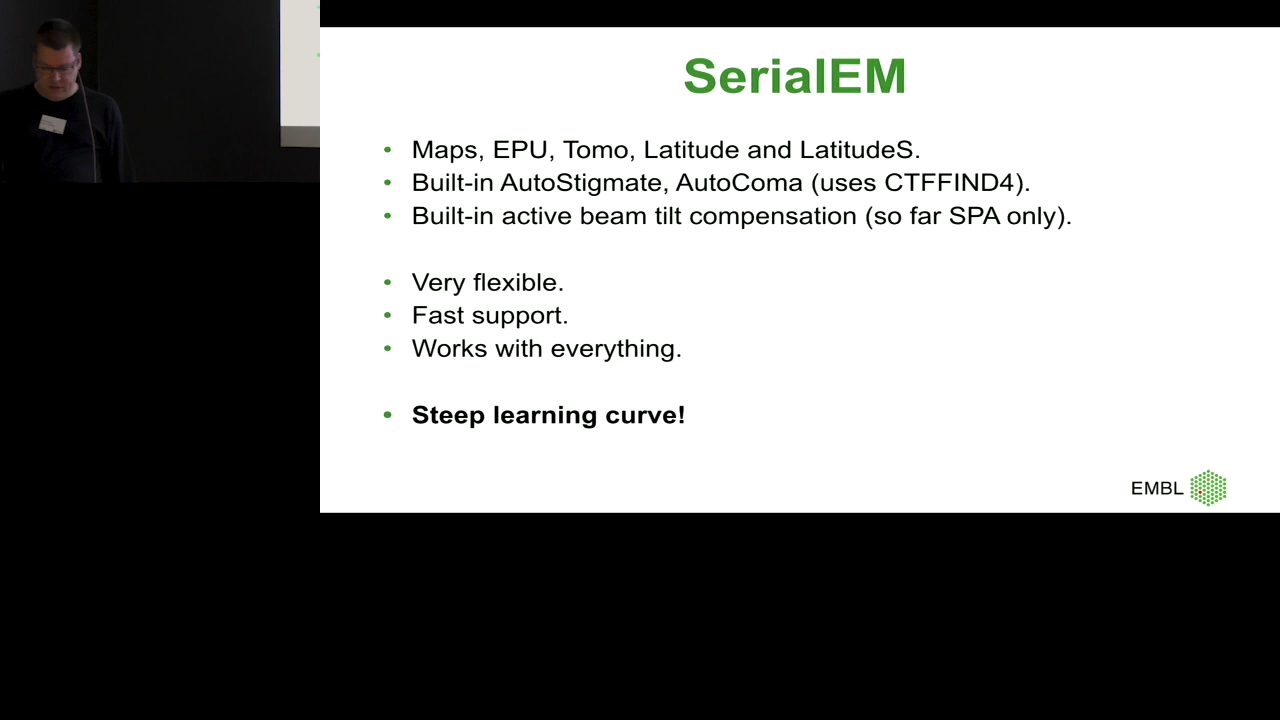 SerialEM
• Maps, EPU, Tomo, Latitude and LatitudeS.
• Built-in AutoStigmate, AutoComa (uses CTFFIND4).
• Built-in active beam tilt compensation (so far SPA only).
• Very flexible.
• Fast support.
• Works with everything.
• Steep learning curve!
EMBL